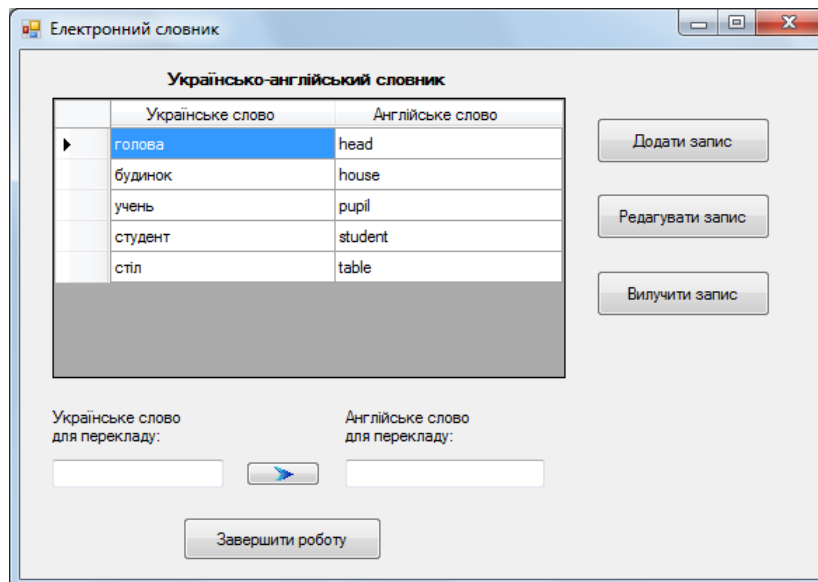 Електронний словник
Українсько-англійський словник
Українське слово Англійське слово
голова head
будинок house
учень pupil
студент student
стіл table
Додати запис
Редагувати запис
Вилучити запис
Українське слово
для перекладу:
Англійське слово
для перекладу:
Завершити роботу